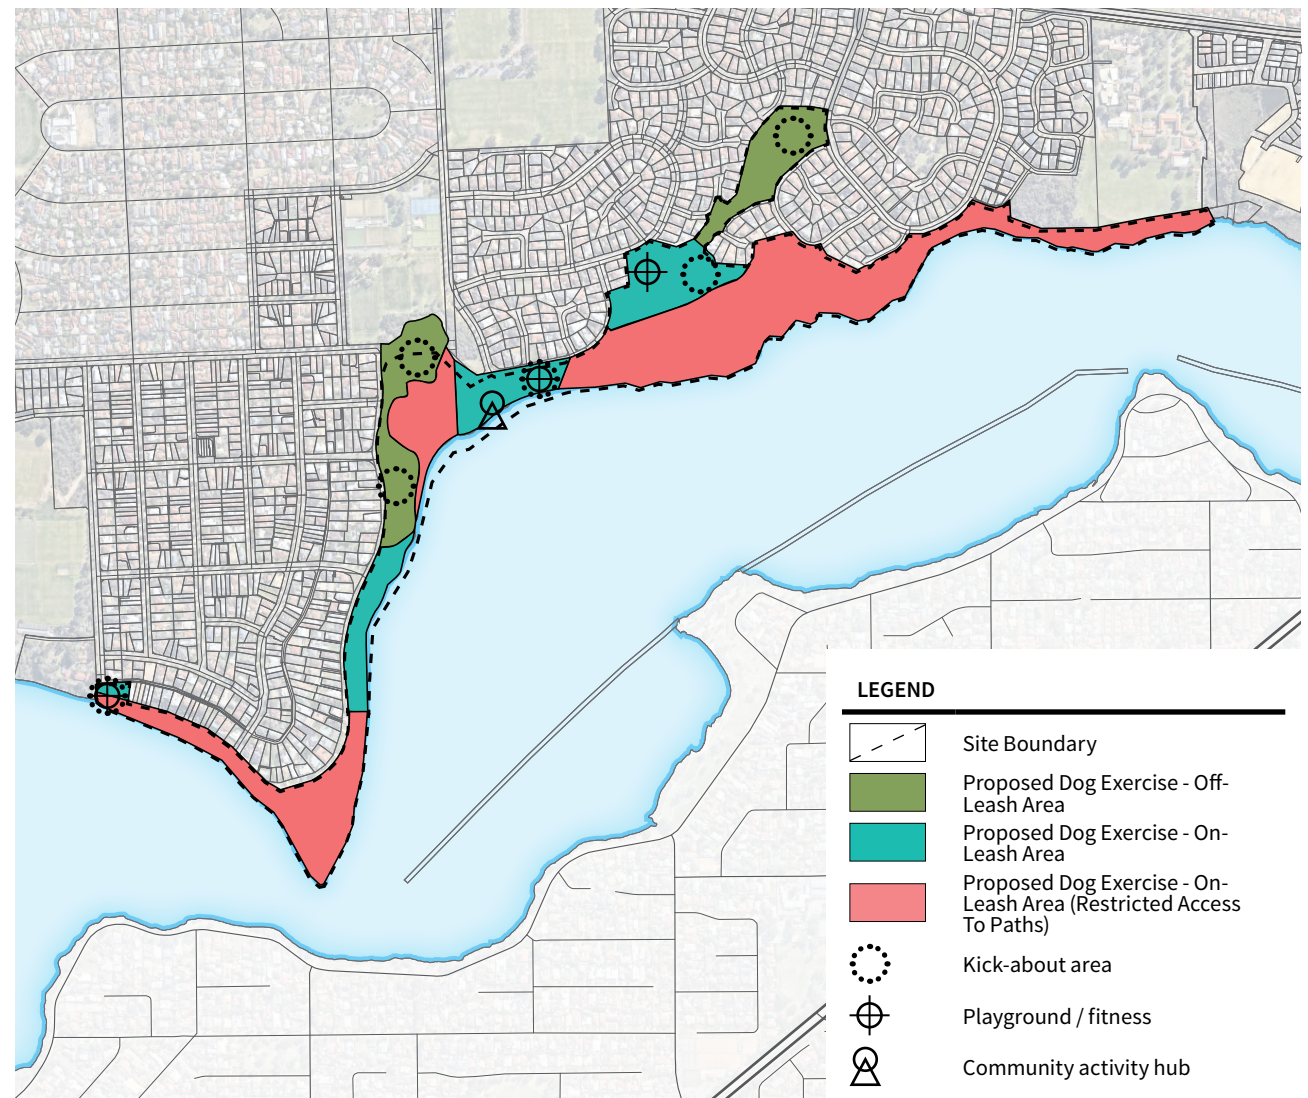 LEGEND
Site Boundary
Proposed Dog Exercise - Off-
Leash Area
Proposed Dog Exercise - On-
Leash Area
Proposed Dog Exercise - On-
Leash Area (Restricted Access
To Paths)
Kick-about area
Playground / fitness
Community activity hub